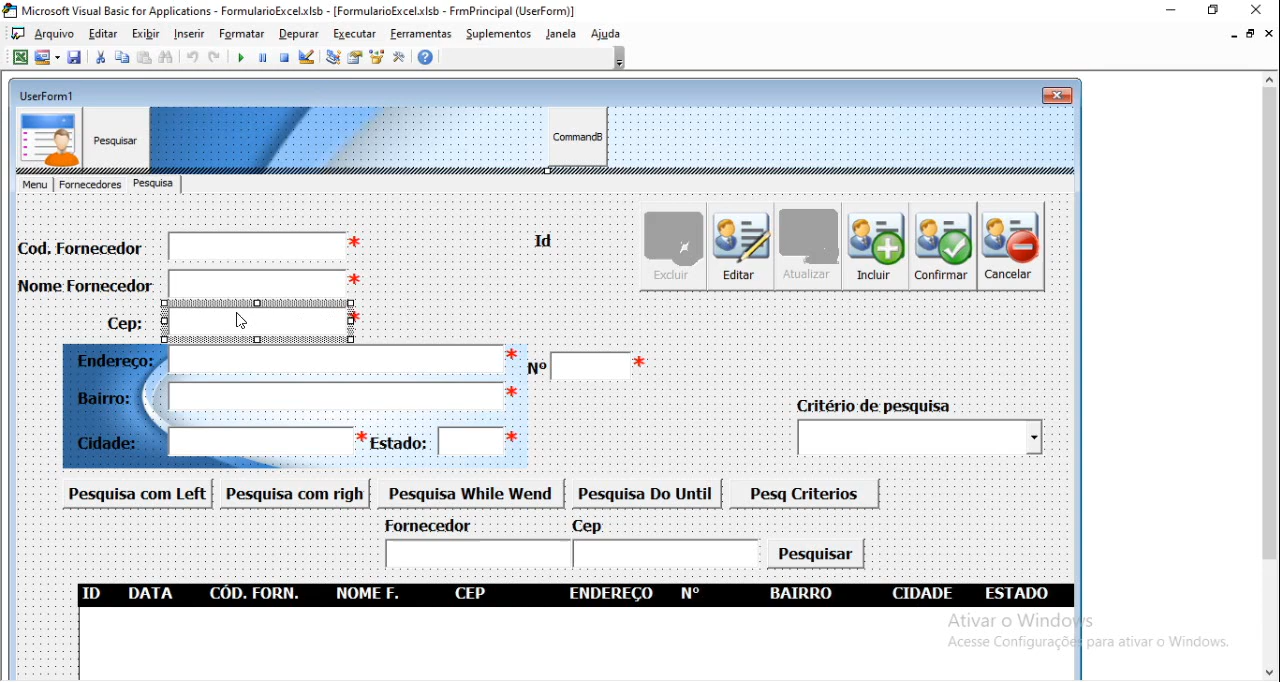 Microsoft Visual Basic for Applications - FormularioExcel.xlsb - [FormularioExcel.xlsb - FrmPrincipal (UserForm)]
Arquivo Editar Exibir Inserir Formatar Depurar Executar Ferramentas Suplementos Janela Ajuda
UserForm1
Pesquisar CommandB
Menu Fornecedores Pesquisa
Cod. Fornecedor * Id
Excluir Editar Atualizar Incluir Confirmar Cancelar
Nome Fornecedor *
Cep: *
Endereço: * Nº *
Bairro: *
Critério de pesquisa
Cidade: * Estado: *
Pesquisa com Left Pesquisa com righ Pesquisa While Wend Pesquisa Do Until Pesq Criterios
Fornecedor Cep
Pesquisar
ID DATA CÓD. FORN. NOME F. CEP ENDEREÇO Nº BAIRRO CIDADE ESTADO
Ativar o Windows
Acesse Configurações para ativar o Windows.